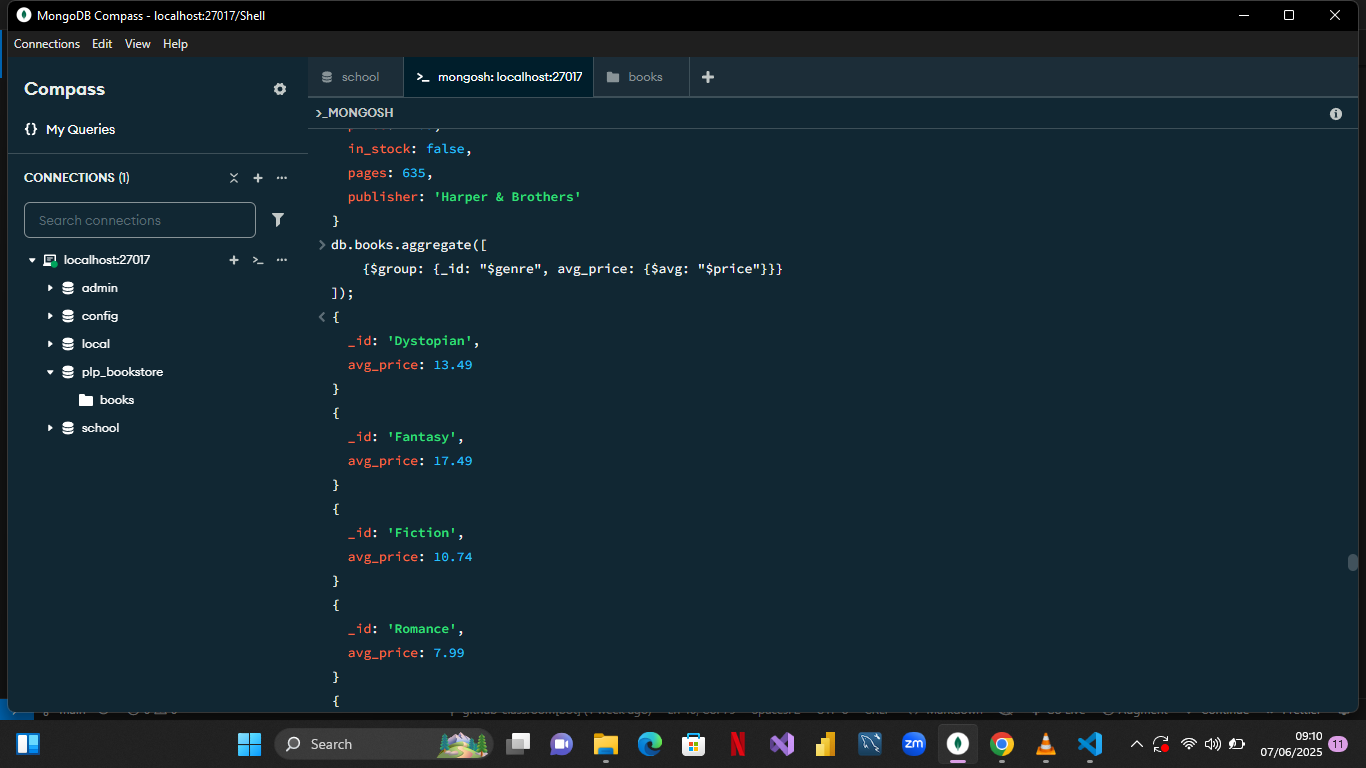 MongoDB Compass - localhost:27017/Shell
Connections Edit View Help
Compass
{} My Queries
CONNECTIONS (1)
Search connections
localhost:27017
admin
config
local
plp_bookstore
books
school
school
>_ mongosh: localhost:27017
books
>_MONGOSH
in_stock: false,
pages: 635,
publisher: 'Harper & Brothers'
}
> db.books.aggregate([
{$group: {_id: "$genre", avg_price: {$avg: "$price"}}}
]);
< {
_id: 'Dystopian',
avg_price: 13.49
}
{
_id: 'Fantasy',
avg_price: 17.49
}
{
_id: 'Fiction',
avg_price: 10.74
}
{
_id: 'Romance',
avg_price: 7.99
}
{
Search
zm
09:10
07/06/2025
11